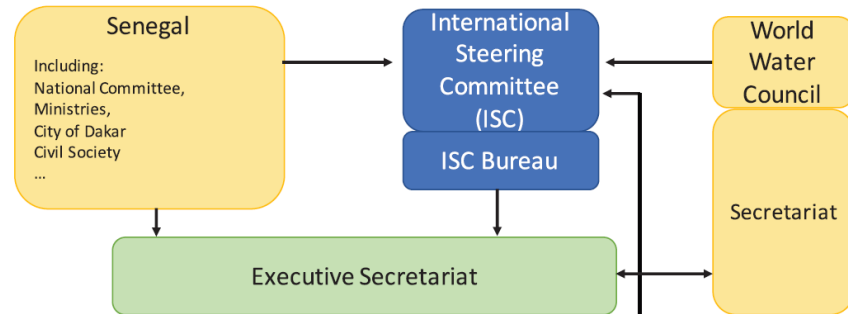 Senegal
Including:
National Committee,
Ministries,
City of Dakar
Civil Society
...
International
Steering
Committee
(ISC)
ISC Bureau
World
Water
Council
Secretariat
Executive Secretariat